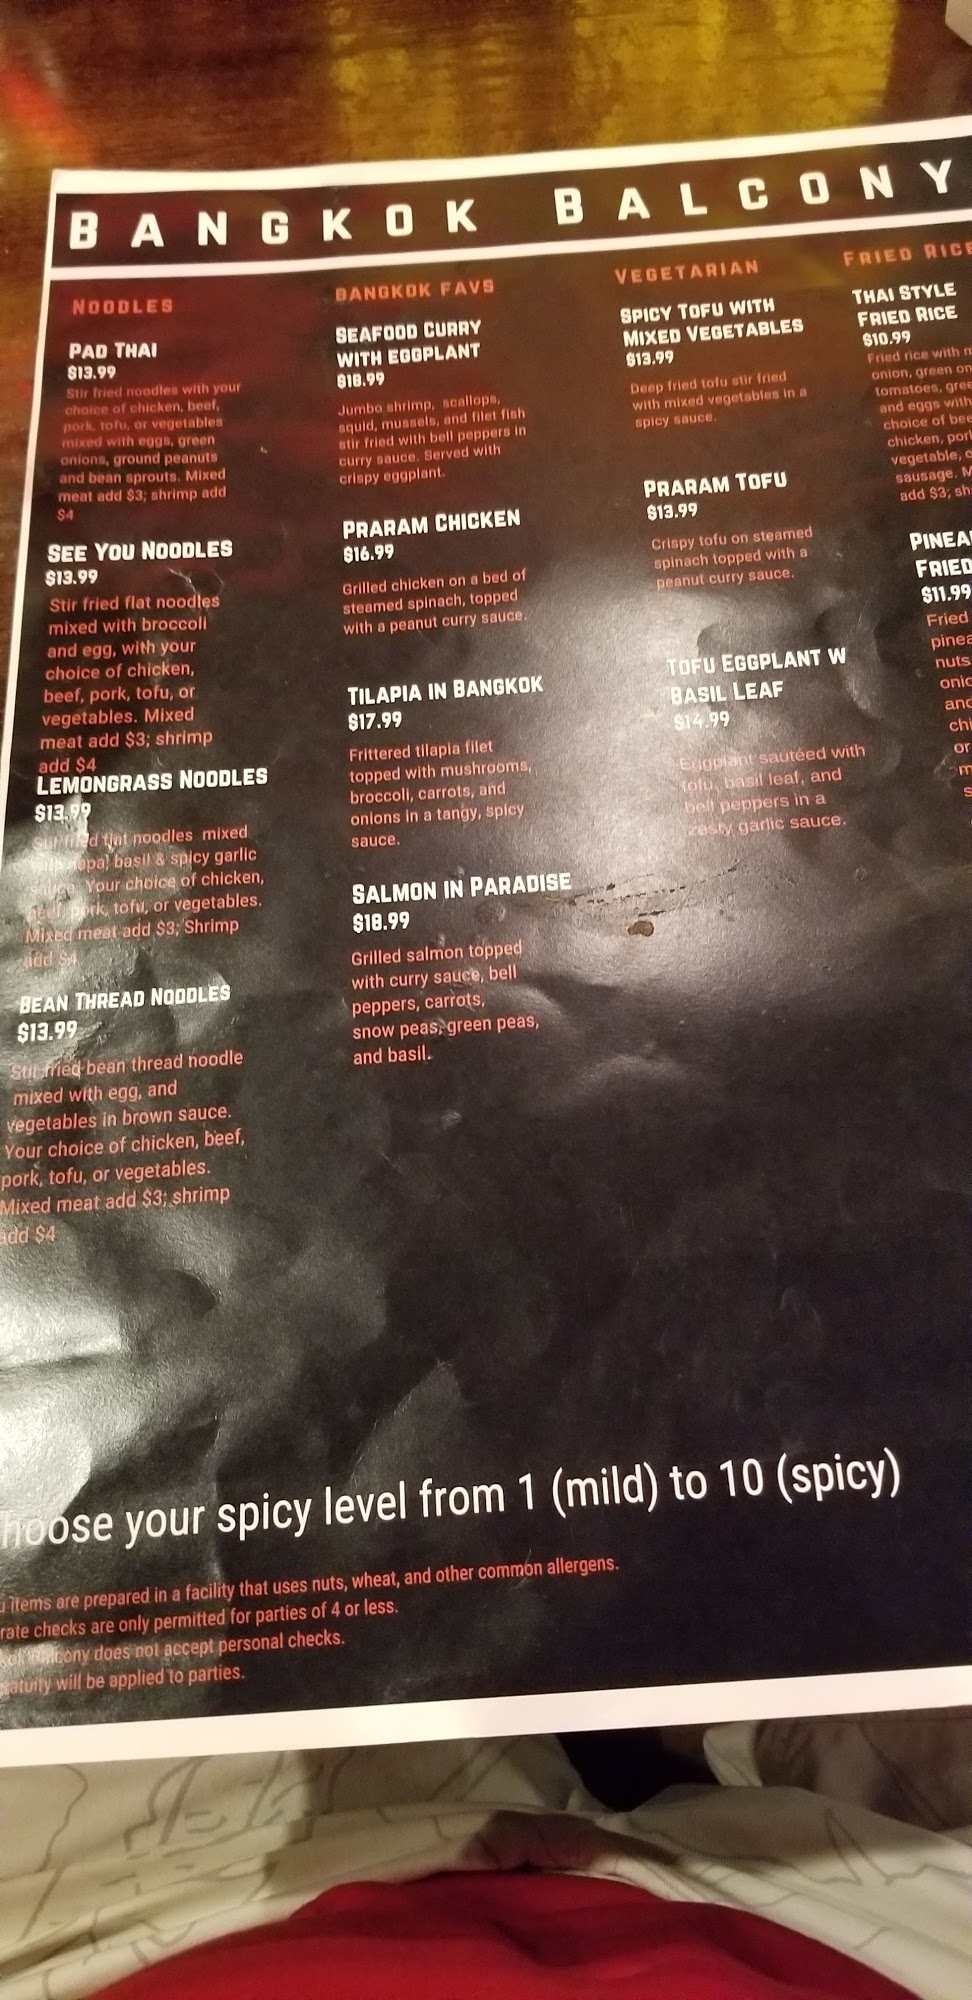 BANGKOK BALCONY
NOODLES
PAD THAI
$13.99
Stir fried noodles with your
choice of chicken, beef,
pork, tofu, or vegetables
mixed with eggs, green
onions, ground peanuts
and bean sprouts. Mixed
meat add $3; shrimp add
$4
SEE YOU NOODLES
$13.99
Stir fried flat noodles
mixed with broccoli
and egg, with your
choice of chicken,
beef, pork, tofu, or
vegetables. Mixed
meat add $3; shrimp
add $4
LEMONGRASS NOODLES
$13.99
Stir fried flat noodles mixed
basil & spicy garlic
sauce. Your choice of chicken,
beef, pork, tofu, or vegetables.
Mixed meat add $3; Shrimp
add $4
BEAN THREAD NOODLES
$13.99
Stir fried bean thread noodle
mixed with egg, and
vegetables in brown sauce.
Your choice of chicken, beef,
pork, tofu, or vegetables.
Mixed meat add $3; shrimp
add $4
BANGKOK FAVS
SEAFOOD CURRY
WITH EGGPLANT
$18.99
Jumbo shrimp, scallops,
squid, mussels, and filet fish
stir fried with bell peppers in
curry sauce. Served with
crispy eggplant.
PRARAM CHICKEN
$16.99
Grilled chicken on a bed of
steamed spinach, topped
with a peanut curry sauce.
TILAPIA IN BANGKOK
$17.99
Frittered tilapia filet
topped with mushrooms,
broccoli, carrots, and
onions in a tangy, spicy
sauce.
SALMON IN PARADISE
$18.99
Grilled salmon topped
with curry sauce, bell
peppers, carrots,
snow peas, green peas,
and basil.
VEGETARIAN
SPICY TOFU WITH
MIXED VEGETABLES
$13.99
Deep fried tofu stir fried
with mixed vegetables in a
spicy sauce.
PRARAM TOFU
$13.99
Crispy tofu on steamed
spinach topped with a
peanut curry sauce.
TOFU EGGPLANT W
BASIL LEAF
$14.99
Eggplant sautéed with
tofu, basil leaf, and
bell peppers in a
zesty garlic sauce.
FRIED RICE
THAI STYLE
FRIED RICE
$10.99
Fried rice with
onion, green
tomatoes,
and eggs with
choice of
chicken,
vegetable,
sausage.
add $3;
FRIED
$11.99
Fried
nuts
or
hoose your spicy level from 1 (mild) to 10 (spicy)
items are prepared in a facility that uses nuts, wheat, and other common allergens.
rate checks are only permitted for parties of 4 or less.
Balcony does not accept personal checks.
will be applied to parties.